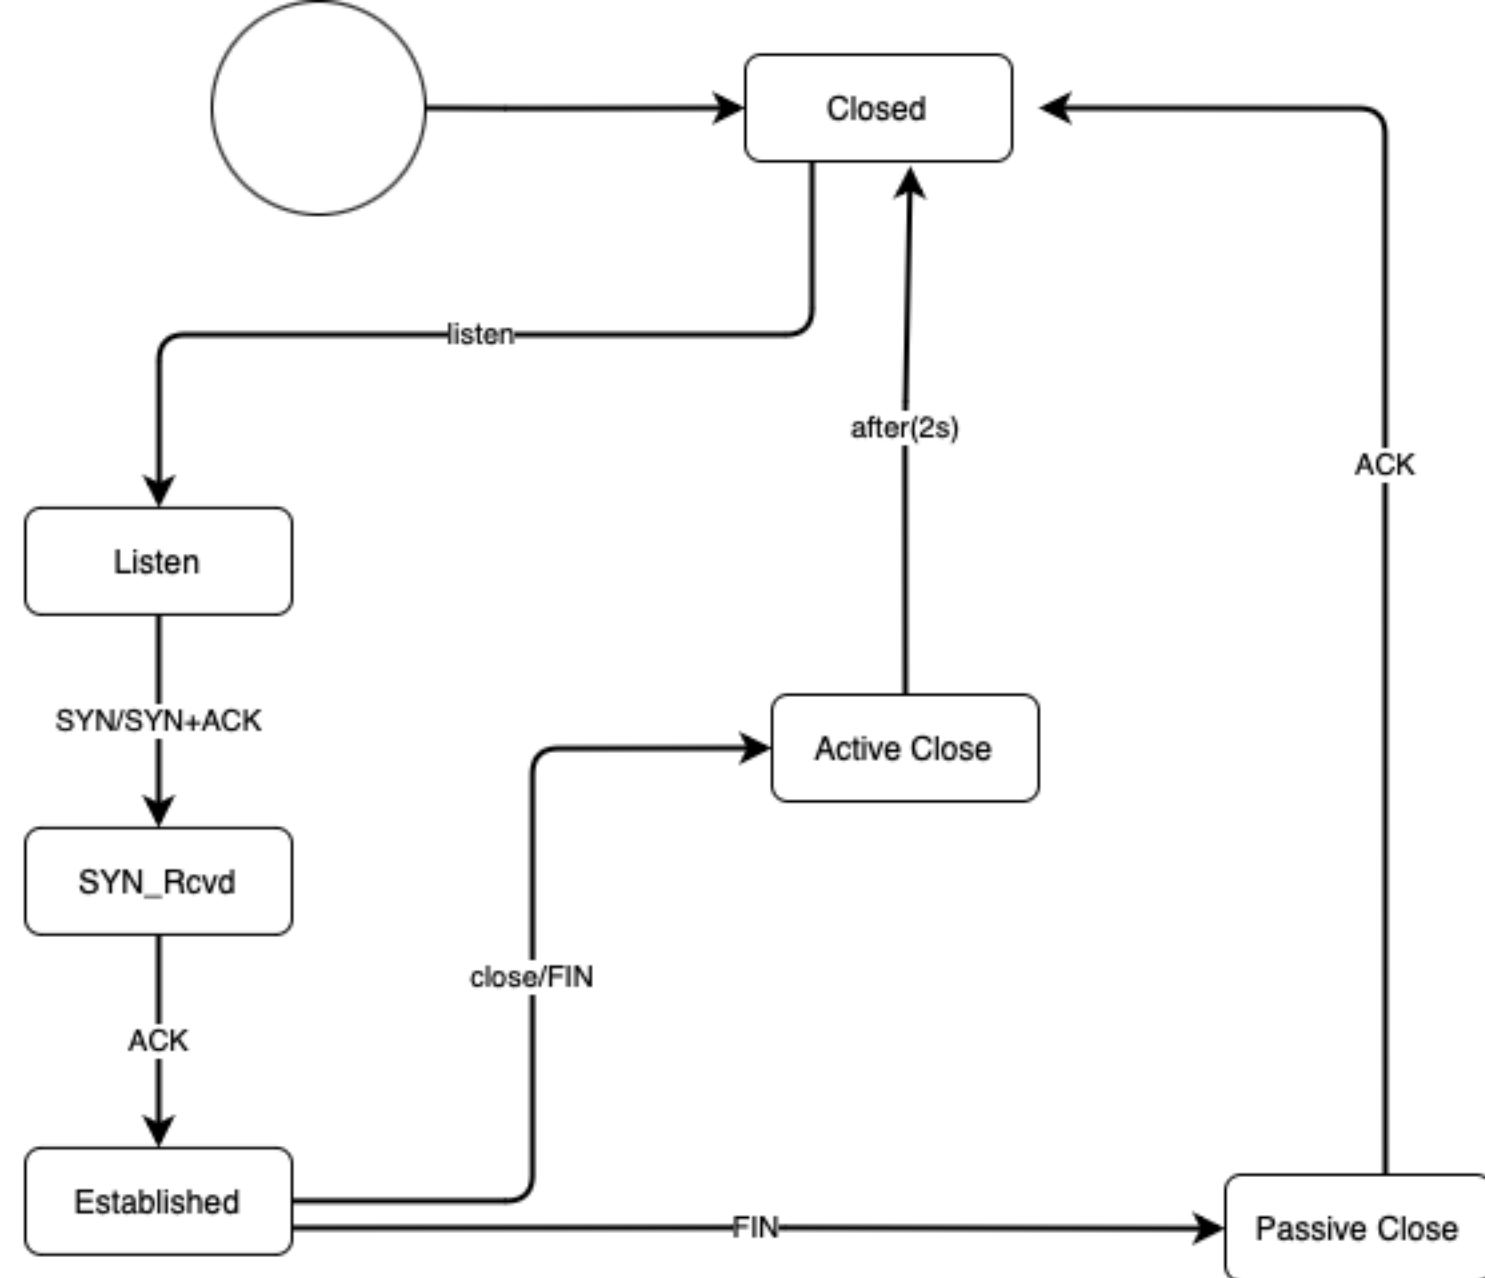 Closed
listen
after(2s)
ACK
Listen
SYN/SYN+ACK
Active Close
SYN_Rcvd
close/FIN
ACK
Established
FIN
Passive Close